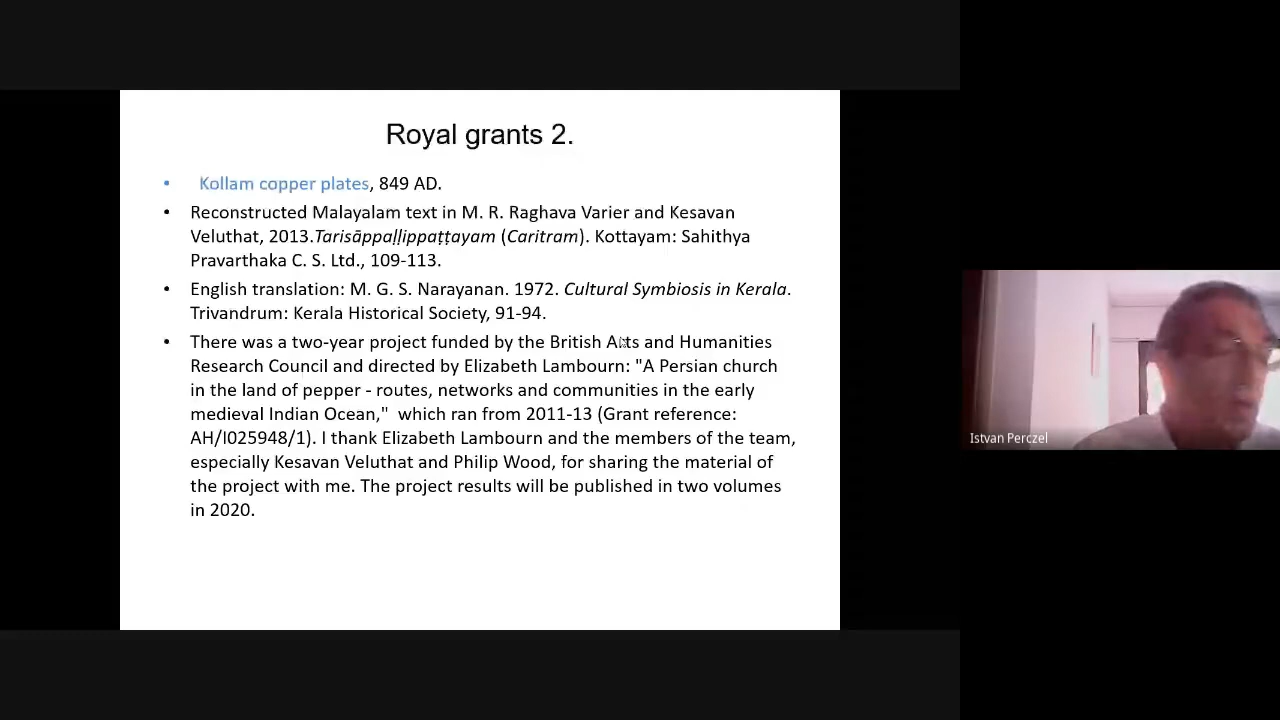 Royal grants 2.
• Kollam copper plates, 849 AD.
• Reconstructed Malayalam text in M. R. Raghava Varier and Kesavan
Veluthat, 2013.Tarisāppaḷḷippaṭṭayam (Caritram). Kottayam: Sahithya
Pravarthaka C. S. Ltd., 109-113.
• English translation: M. G. S. Narayanan. 1972. Cultural Symbiosis in Kerala.
Trivandrum: Kerala Historical Society, 91-94.
• There was a two-year project funded by the British Arts and Humanities
Research Council and directed by Elizabeth Lambourn: "A Persian church
in the land of pepper - routes, networks and communities in the early
medieval Indian Ocean," which ran from 2011-13 (Grant reference:
AH/I025948/1). I thank Elizabeth Lambourn and the members of the team,
especially Kesavan Veluthat and Philip Wood, for sharing the material of
the project with me. The project results will be published in two volumes
in 2020.
Istvan Perczel